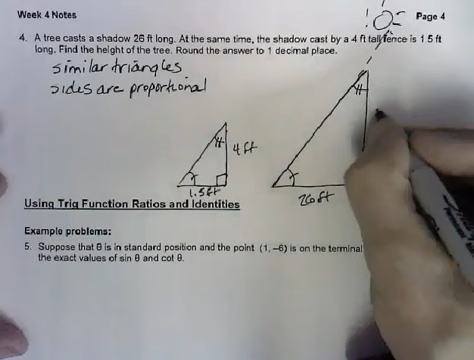 Week 4 Notes
Page 4
4. A tree casts a shadow 26 ft long. At the same time, the shadow cast by a 4 ft tall fence is 1.5 ft
long. Find the height of the tree. Round the answer to 1 decimal place.
similar triangles
sides are proportional
4 ft
1.5ft
26 ft
Using Trig Function Ratios and Identities
Example problems:
5. Suppose that θ is in standard position and the point (1, –6) is on the terminal
the exact values of sin θ and cot θ.